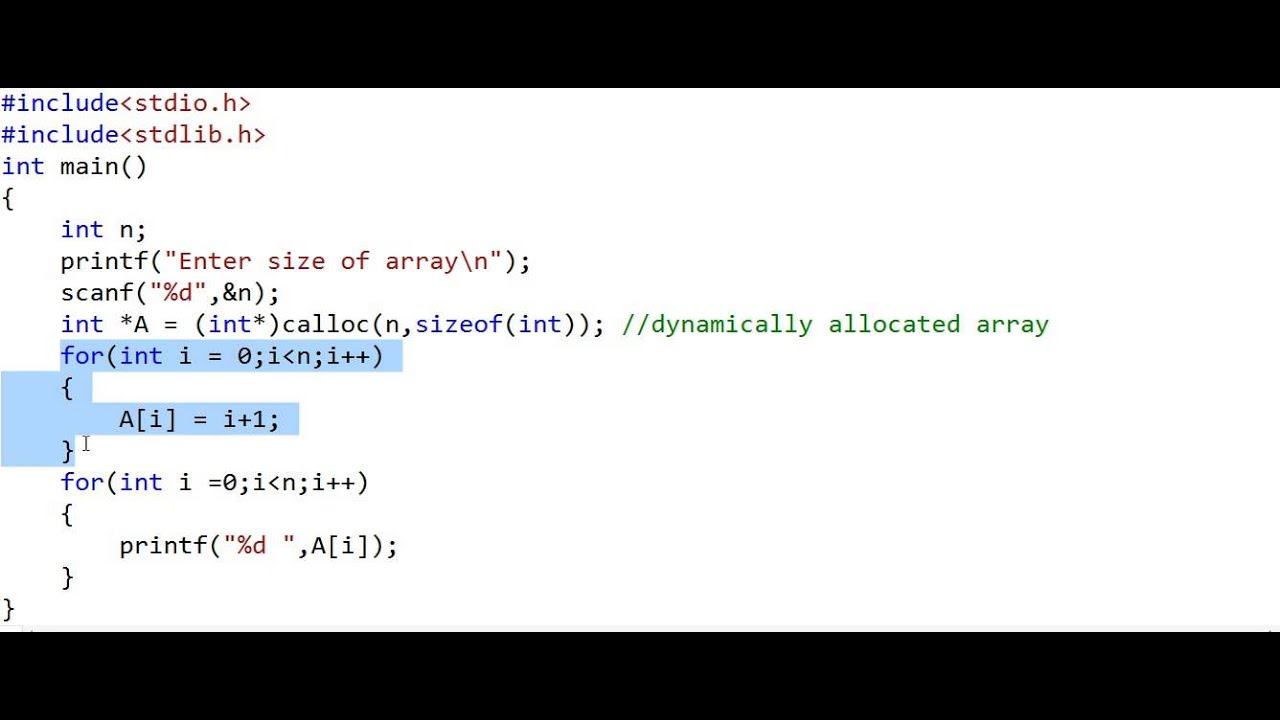 #include<stdio.h>
#include<stdlib.h>
int main()
{
    int n;
    printf("Enter size of array\n");
    scanf("%d",&n);
    int *A = (int*)calloc(n,sizeof(int)); //dynamically allocated array
    for(int i = 0;i<n;i++)
    {
        A[i] = i+1;
    }
    for(int i =0;i<n;i++)
    {
        printf("%d ",A[i]);
    }
}